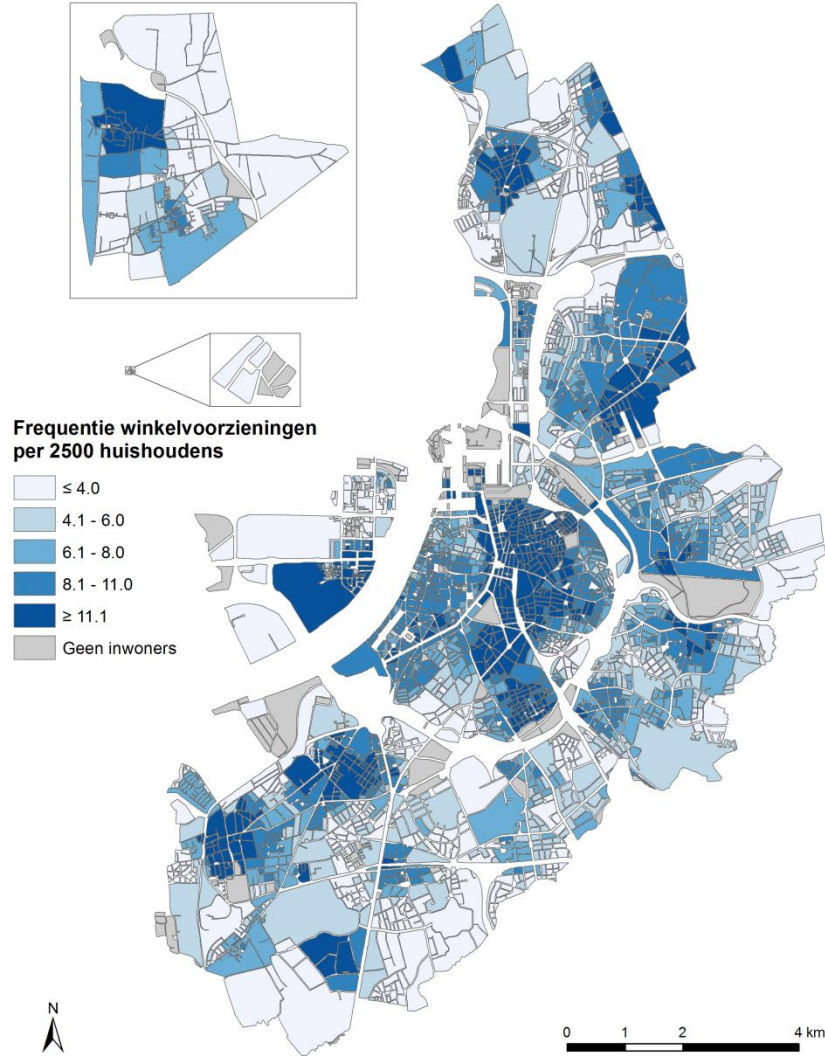 Frequentie winkelvoorzieningen
per 2500 huishoudens
≤ 4.0
4.1 - 6.0
6.1 - 8.0
8.1 - 11.0
≥ 11.1
Geen inwoners
N
0 1 2 4 km